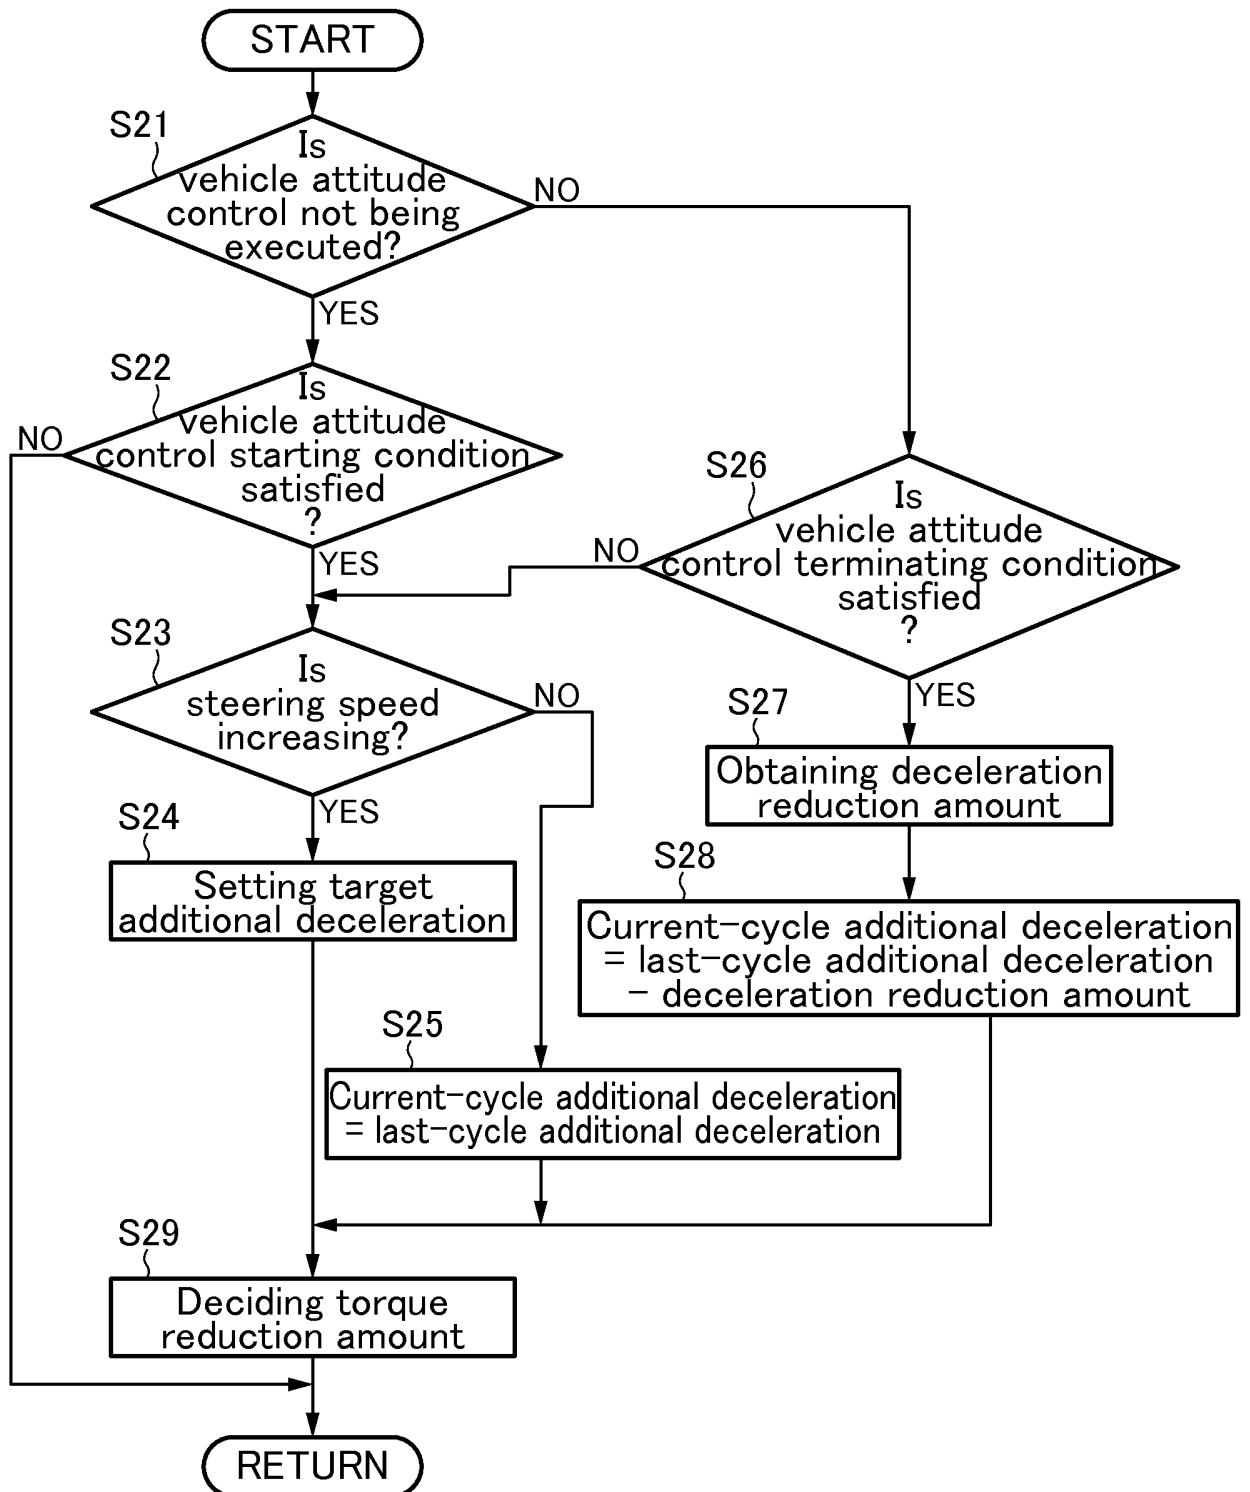 START
S21
Is
vehicle attitude
control not being
executed?
NO
YES
S22
Is
vehicle attitude
control starting condition
satisfied
?
NO
YES
S26
Is
vehicle attitude
control terminating condition
satisfied
?
NO
YES
S23
Is
steering speed
increasing?
NO
YES
S27
Obtaining deceleration
reduction amount
S24
Setting target
additional deceleration
S28
Current-cycle additional deceleration
= last-cycle additional deceleration
- deceleration reduction amount
S25
Current-cycle additional deceleration
= last-cycle additional deceleration
S29
Deciding torque
reduction amount
RETURN